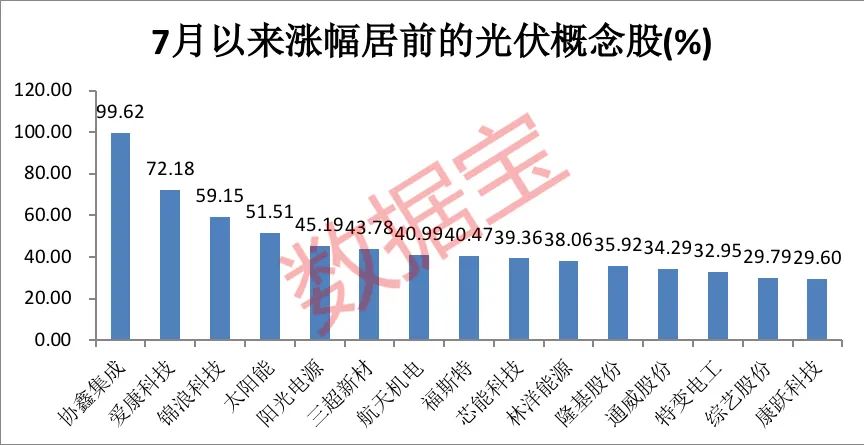 7月以来涨幅居前的光伏概念股(%)
120.00
100.00
80.00
60.00
40.00
20.00
0.00
99.62
72.18
59.15
51.51
45.19
43.78
40.99
40.47
39.36
38.06
35.92
34.29
32.95
29.79
29.60
协鑫集成
爱康科技
锦浪科技
太阳能
阳光电源
三超新材
航天机电
福斯特
芯能科技
林洋能源
隆基股份
通威股份
特变电工
综艺股份
康跃科技
数据宝